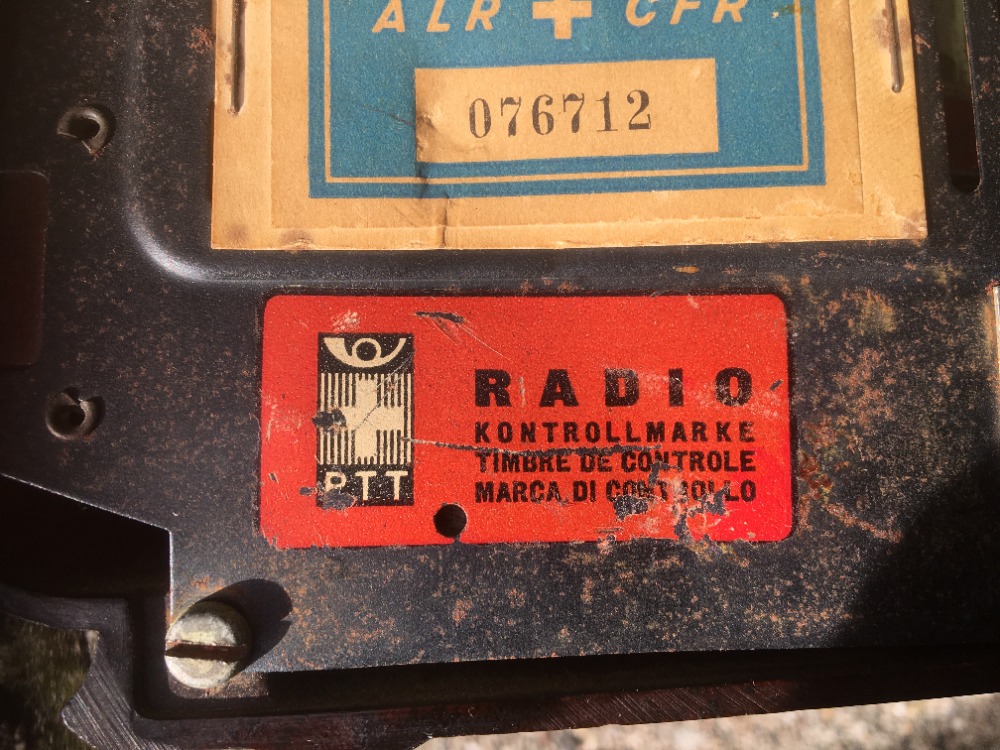 ALR + CFR
076712
PTT
RADIO
KONTROLLMARKE
TIMBRE DE CONTROLE
MARCA DI CONTROLLO